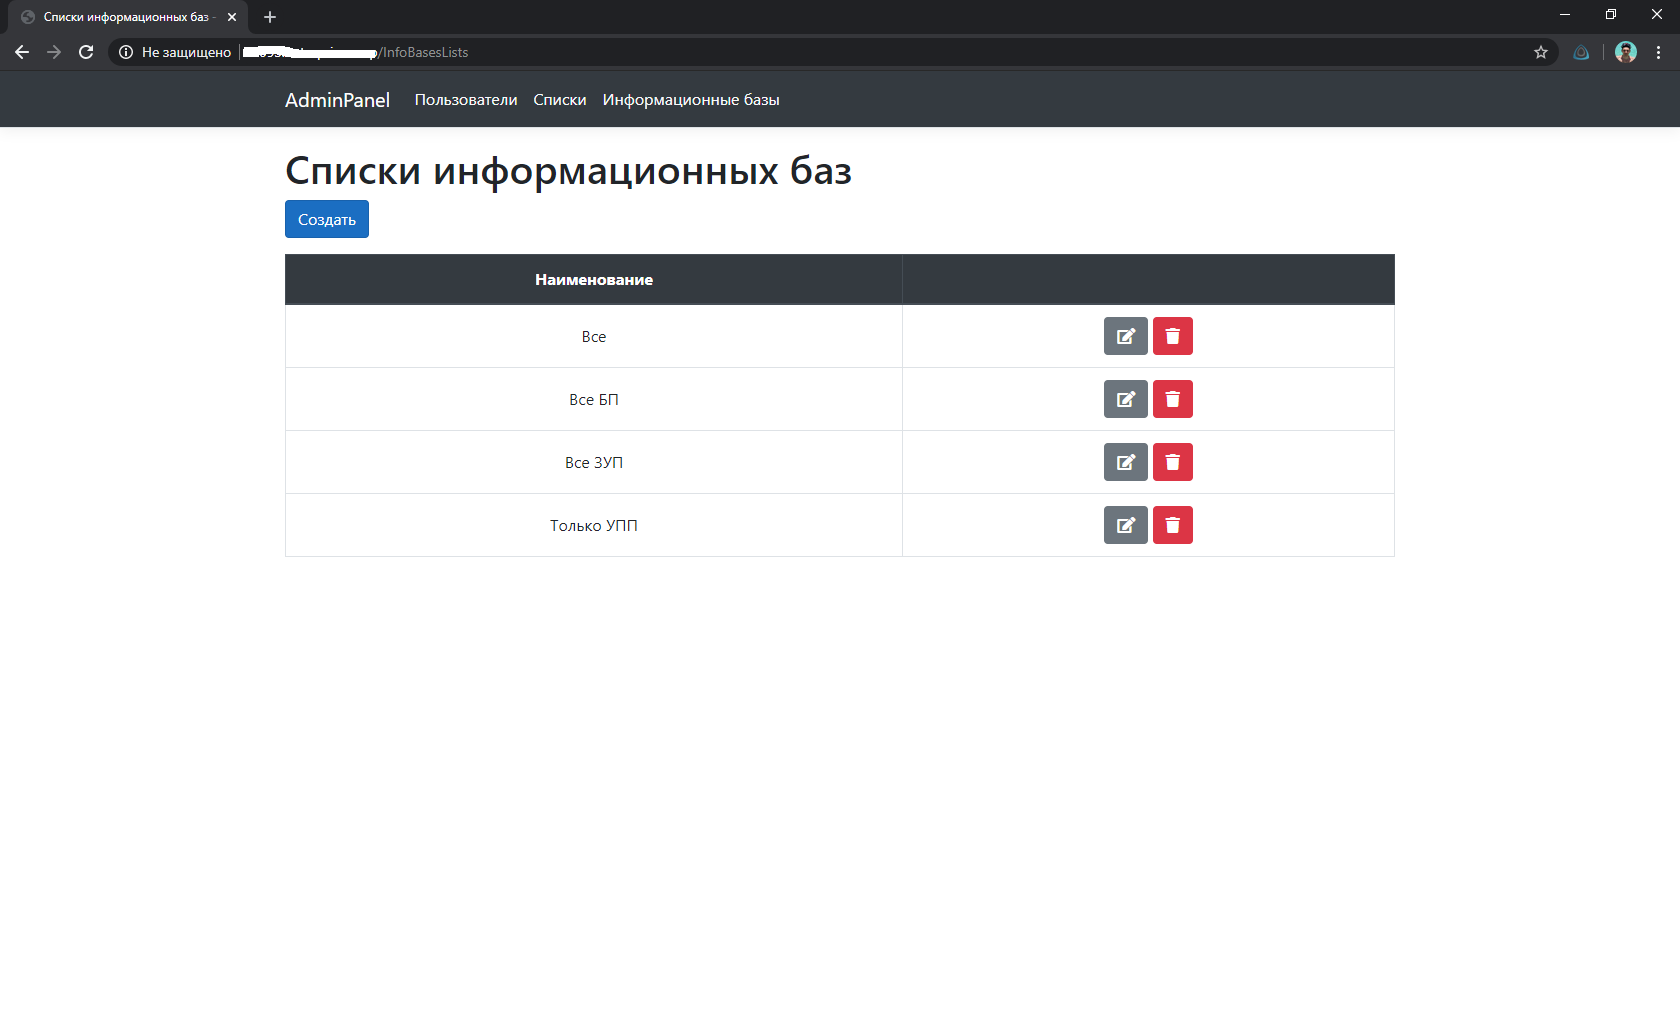 Списки информационных баз -
Не защищено
/InfoBasesLists
AdminPanel Пользователи Списки Информационные базы
Списки информационных баз
Создать
Наименование
Все
Все БП
Все ЗУП
Только УПП